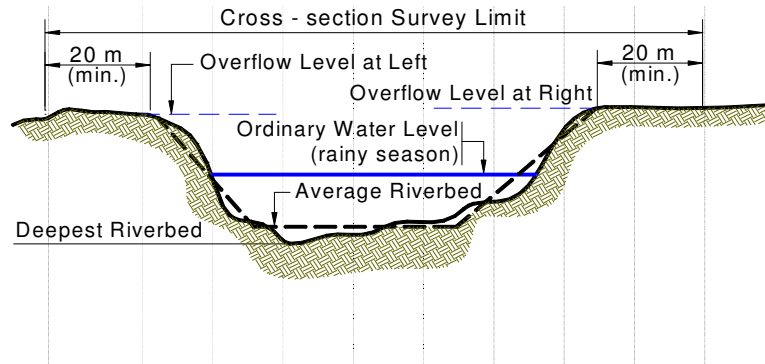 Cross - section Survey Limit
20 m
(min.)
Overflow Level at Left
20 m
(min.)
Overflow Level at Right
Ordinary Water Level
(rainy season)
Average Riverbed
Deepest Riverbed